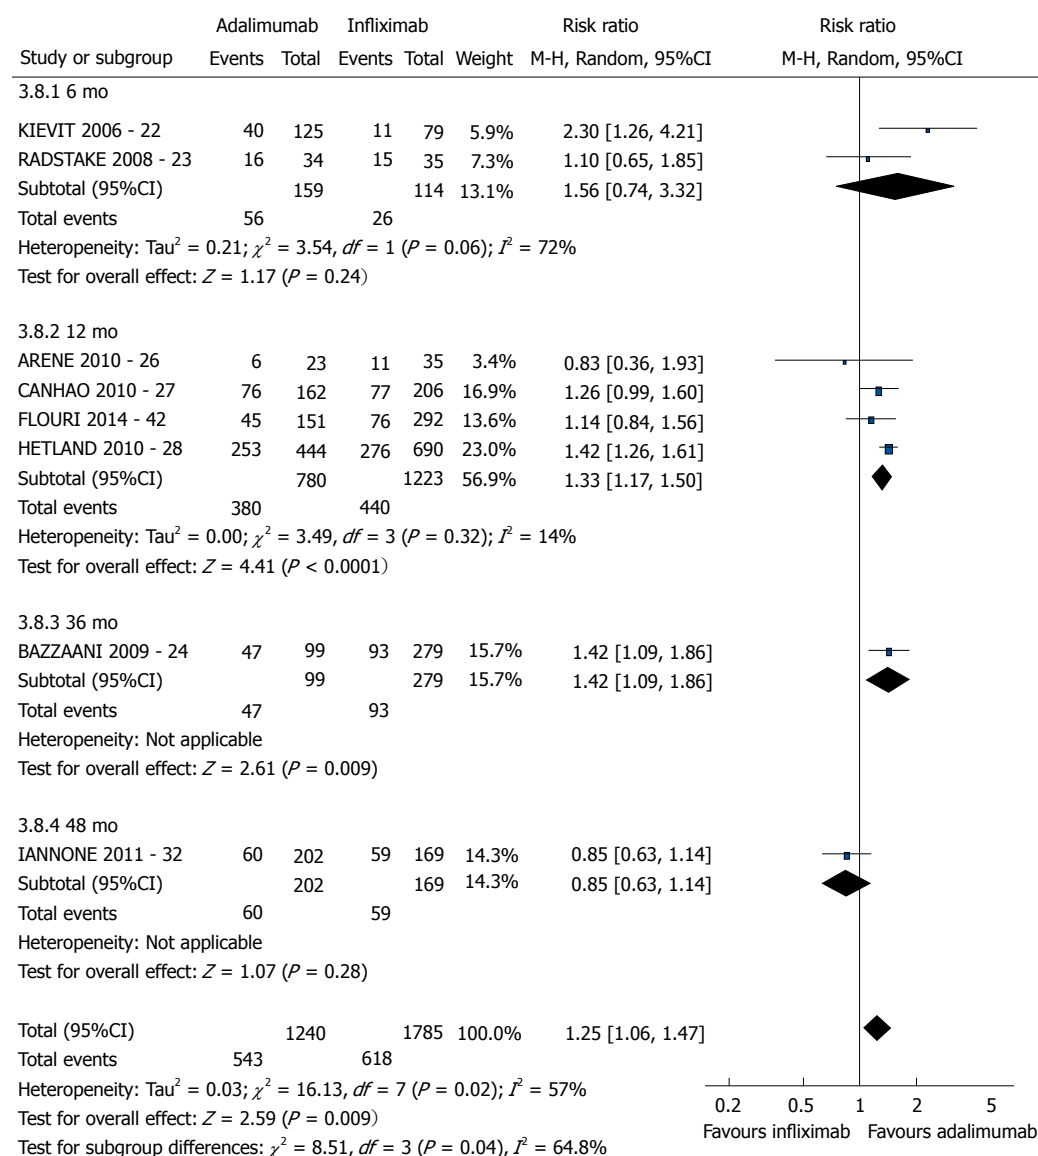 Adalimumab Infliximab Risk ratio Risk ratio
Study or subgroup Events Total Events Total Weight M-H, Random, 95%CI M-H, Random, 95%CI
3.8.1 6 mo
KIEVIT 2006 - 22 40 125 11 79 5.9% 2.30 [1.26, 4.21]
RADSTAKE 2008 - 23 16 34 15 35 7.3% 1.10 [0.65, 1.85]
Subtotal (95%CI) 159 114 13.1% 1.56 [0.74, 3.32]
Total events 56 26
Heteropeneity: Tau² = 0.21; χ² = 3.54, df = 1 (P = 0.06); I² = 72%
Test for overall effect: Z = 1.17 (P = 0.24)
3.8.2 12 mo
ARENE 2010 - 26 6 23 11 35 3.4% 0.83 [0.36, 1.93]
CANHAO 2010 - 27 76 162 77 206 16.9% 1.26 [0.99, 1.60]
FLOURI 2014 - 42 45 151 76 292 13.6% 1.14 [0.84, 1.56]
HETLAND 2010 - 28 253 444 276 690 23.0% 1.42 [1.26, 1.61]
Subtotal (95%CI) 780 1223 56.9% 1.33 [1.17, 1.50]
Total events 380 440
Heteropeneity: Tau² = 0.00; χ² = 3.49, df = 3 (P = 0.32); I² = 14%
Test for overall effect: Z = 4.41 (P < 0.0001)
3.8.3 36 mo
BAZZAANI 2009 - 24 47 99 93 279 15.7% 1.42 [1.09, 1.86]
Subtotal (95%CI) 99 279 15.7% 1.42 [1.09, 1.86]
Total events 47 93
Heteropeneity: Not applicable
Test for overall effect: Z = 2.61 (P = 0.009)
3.8.4 48 mo
IANNONE 2011 - 32 60 202 59 169 14.3% 0.85 [0.63, 1.14]
Subtotal (95%CI) 202 169 14.3% 0.85 [0.63, 1.14]
Total events 60 59
Heteropeneity: Not applicable
Test for overall effect: Z = 1.07 (P = 0.28)
Total (95%CI) 1240 1785 100.0% 1.25 [1.06, 1.47]
Total events 543 618
Heteropeneity: Tau² = 0.03; χ² = 16.13, df = 7 (P = 0.02); I² = 57%
Test for overall effect: Z = 2.59 (P = 0.009)
Test for subgroup differences: χ² = 8.51, df = 3 (P = 0.04), I² = 64.8%
0.2 0.5 1 2 5
Favours infliximab Favours adalimumab